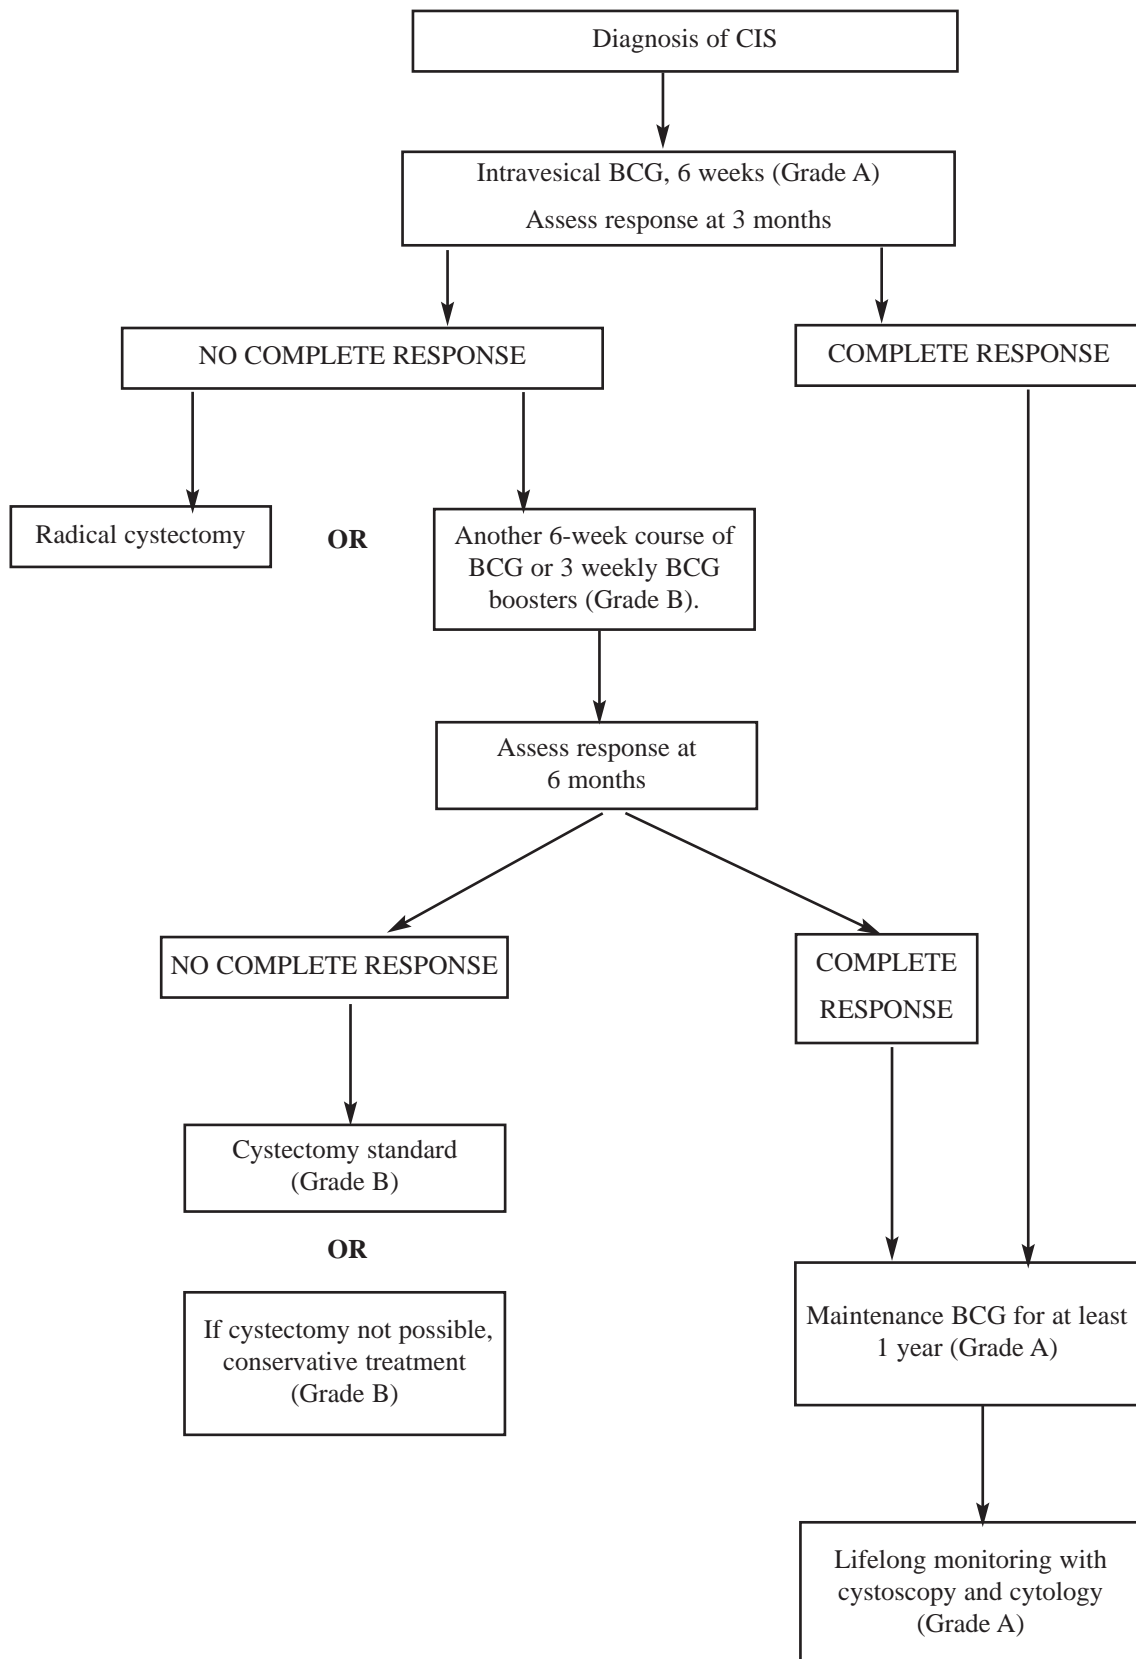 Diagnosis of CIS
Intravesical BCG, 6 weeks (Grade A)
Assess response at 3 months
NO COMPLETE RESPONSE
COMPLETE RESPONSE
Radical cystectomy
OR
Another 6-week course of
BCG or 3 weekly BCG
boosters (Grade B).
Assess response at
6 months
NO COMPLETE RESPONSE
COMPLETE
RESPONSE
Cystectomy standard
(Grade B)
OR
If cystectomy not possible,
conservative treatment
(Grade B)
Maintenance BCG for at least
1 year (Grade A)
Lifelong monitoring with
cystoscopy and cytology
(Grade A)